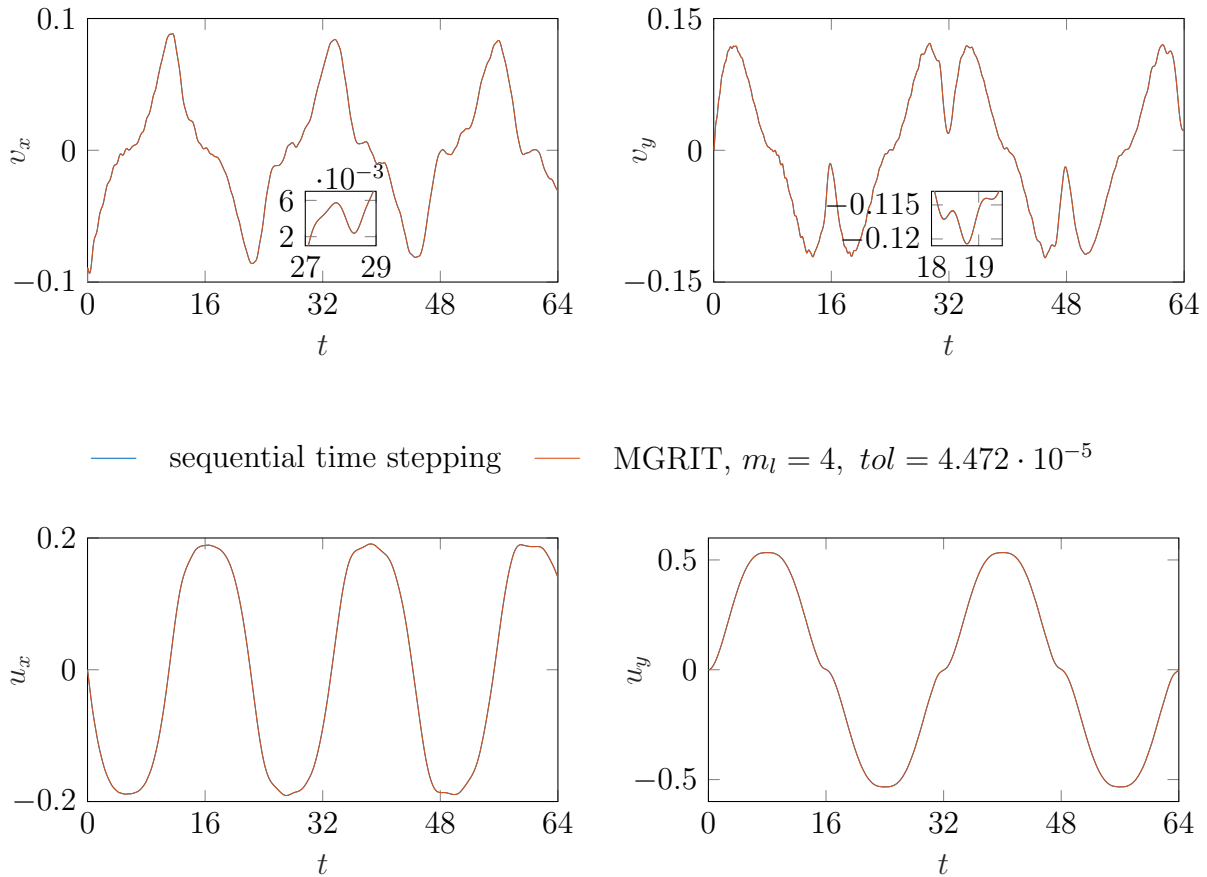 0.1
0
−0.1
v_x
0 16 32 48 64
t
·10⁻³
6
2
27 29
0.15
0
−0.15
v_y
0 16 32 48 64
t
−0.115
−0.12
18 19
sequential time stepping MGRIT, m_l = 4, tol = 4.472 · 10⁻⁵
0.2
0
−0.2
u_x
0 16 32 48 64
t
0.5
0
−0.5
u_y
0 16 32 48 64
t